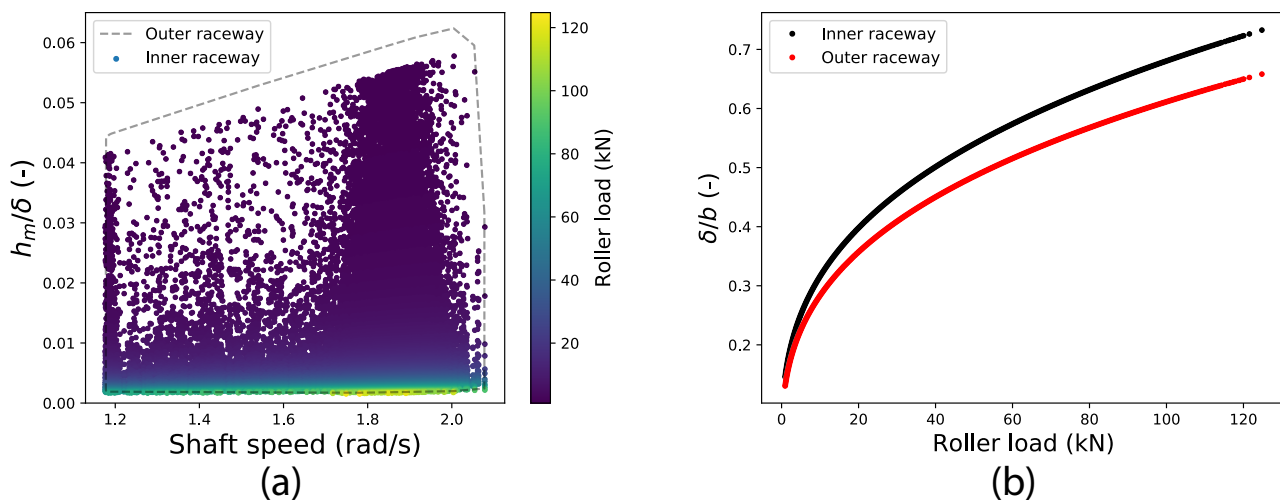 Outer raceway
Inner raceway
0.06
0.05
0.04
0.03
0.02
0.01
0.00
h_m/δ (-)
1.2
1.4
1.6
1.8
2.0
Shaft speed (rad/s)
(a)
120
100
80
60
40
20
Roller load (kN)
Inner raceway
Outer raceway
0.7
0.6
0.5
0.4
0.3
0.2
δ/b (-)
0
20
40
60
80
100
120
Roller load (kN)
(b)